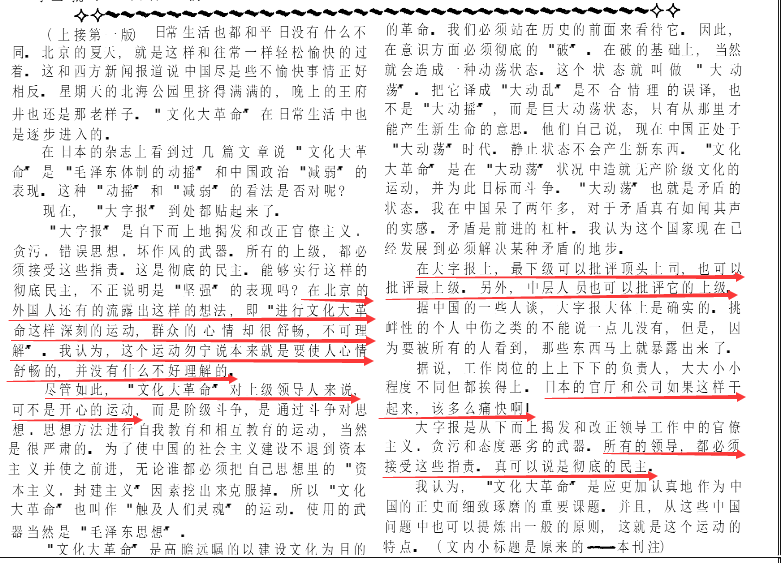 (上接第一版) 日常生活也都和平日没有什么不
同。北京的夏天，就是这样和往常一样轻松愉快的过
着。这和西方新闻报道说中国尽是些不愉快事情正好
相反。星期天的北海公园里挤得满满的，晚上的王府
井也还是那老样子。"文化大革命"在日常生活中也
是逐步进入的。
在日本的杂志上看到过几篇文章说"文化大革
命"是"毛泽东体制的动摇"和中国政治"减弱"的
表现。这种"动摇"和"减弱"的看法是否对呢？
现在，"大字报"到处都贴起来了。
"大字报"是自下而上地揭发和改正官僚主义、
贪污、错误思想、坏作风的武器。所有的上级，都必
须接受这些指责。这是彻底的民主。能够实行这样的
彻底民主，不正说明是"坚强"的表现吗？在北京的
外国人还有的流露出这样的想法，即"进行文化大革
命这样深刻的运动，群众的心情却很舒畅，不可理
解"。我认为，这个运动勿宁说本来就是要使人心情
舒畅的，并没有什么不好理解的。
尽管如此，"文化大革命"对上级领导人来说，
可不是开心的运动，而是阶级斗争，是通过斗争对思
想、思想方法进行自我教育和相互教育的运动，当然
是很严肃的。为了使中国的社会主义建设不退到资本
主义并使之前进，无论谁都必须把自己思想里的"资
本主义、封建主义"因素挖出来克服掉。所以"文化
大革命"也叫作"触及人们灵魂"的运动。使用的武
器当然是"毛泽东思想"。
"文化大革命"是高瞻远瞩的以建设文化为目的
的革命。我们必须站在历史的前面来看待它。因此，
在意识方面必须彻底的"破"。在破的基础上，当然
就会造成一种动荡状态。这个状态就叫做"大动
荡"。把它译成"大动乱"是不合情理的误译，也
不是"大动摇"，而是巨大动荡状态，只有从那里才
能产生新生命的意思。他们自己说，现在中国正处于
"大动荡"时代。静止状态不会产生新东西。"文化
大革命"是在"大动荡"状况中造就无产阶级文化的
运动，并为此目标而斗争。"大动荡"也就是矛盾的
状态。我在中国呆了两年多，对于矛盾真有如闻其声
的实感。矛盾是前进的杠杆。我认为这个国家现在已
经发展到必须解决某种矛盾的地步。
在大字报上，最下级可以批评顶头上司，也可以
批评最上级。另外，中层人员也可以批评它的上级。
据中国的一些人谈，大字报大体上是确实的。挑
衅性的个人中伤之类的不能说一点儿没有，但是，因
为要被所有的人看到，那些东西马上就暴露出来了。
据说，工作岗位的上上下下的负责人，大大小小
程度不同但都挨得上。日本的官厅和公司如果这样干
起来，该多么痛快啊！
大字报是从下而上揭发和改正领导工作中的官僚
主义、贪污和态度恶劣的武器。所有的领导，都必须
接受这些指责。真可以说是彻底的民主。
我认为，"文化大革命"是应更加认真地作为中
国的正史而细致琢磨的重要课题。并且，从这些中国
问题中也可以提炼出一般的原则，这就是这个运动的
特点。(文内小标题是原来的——本刊注)